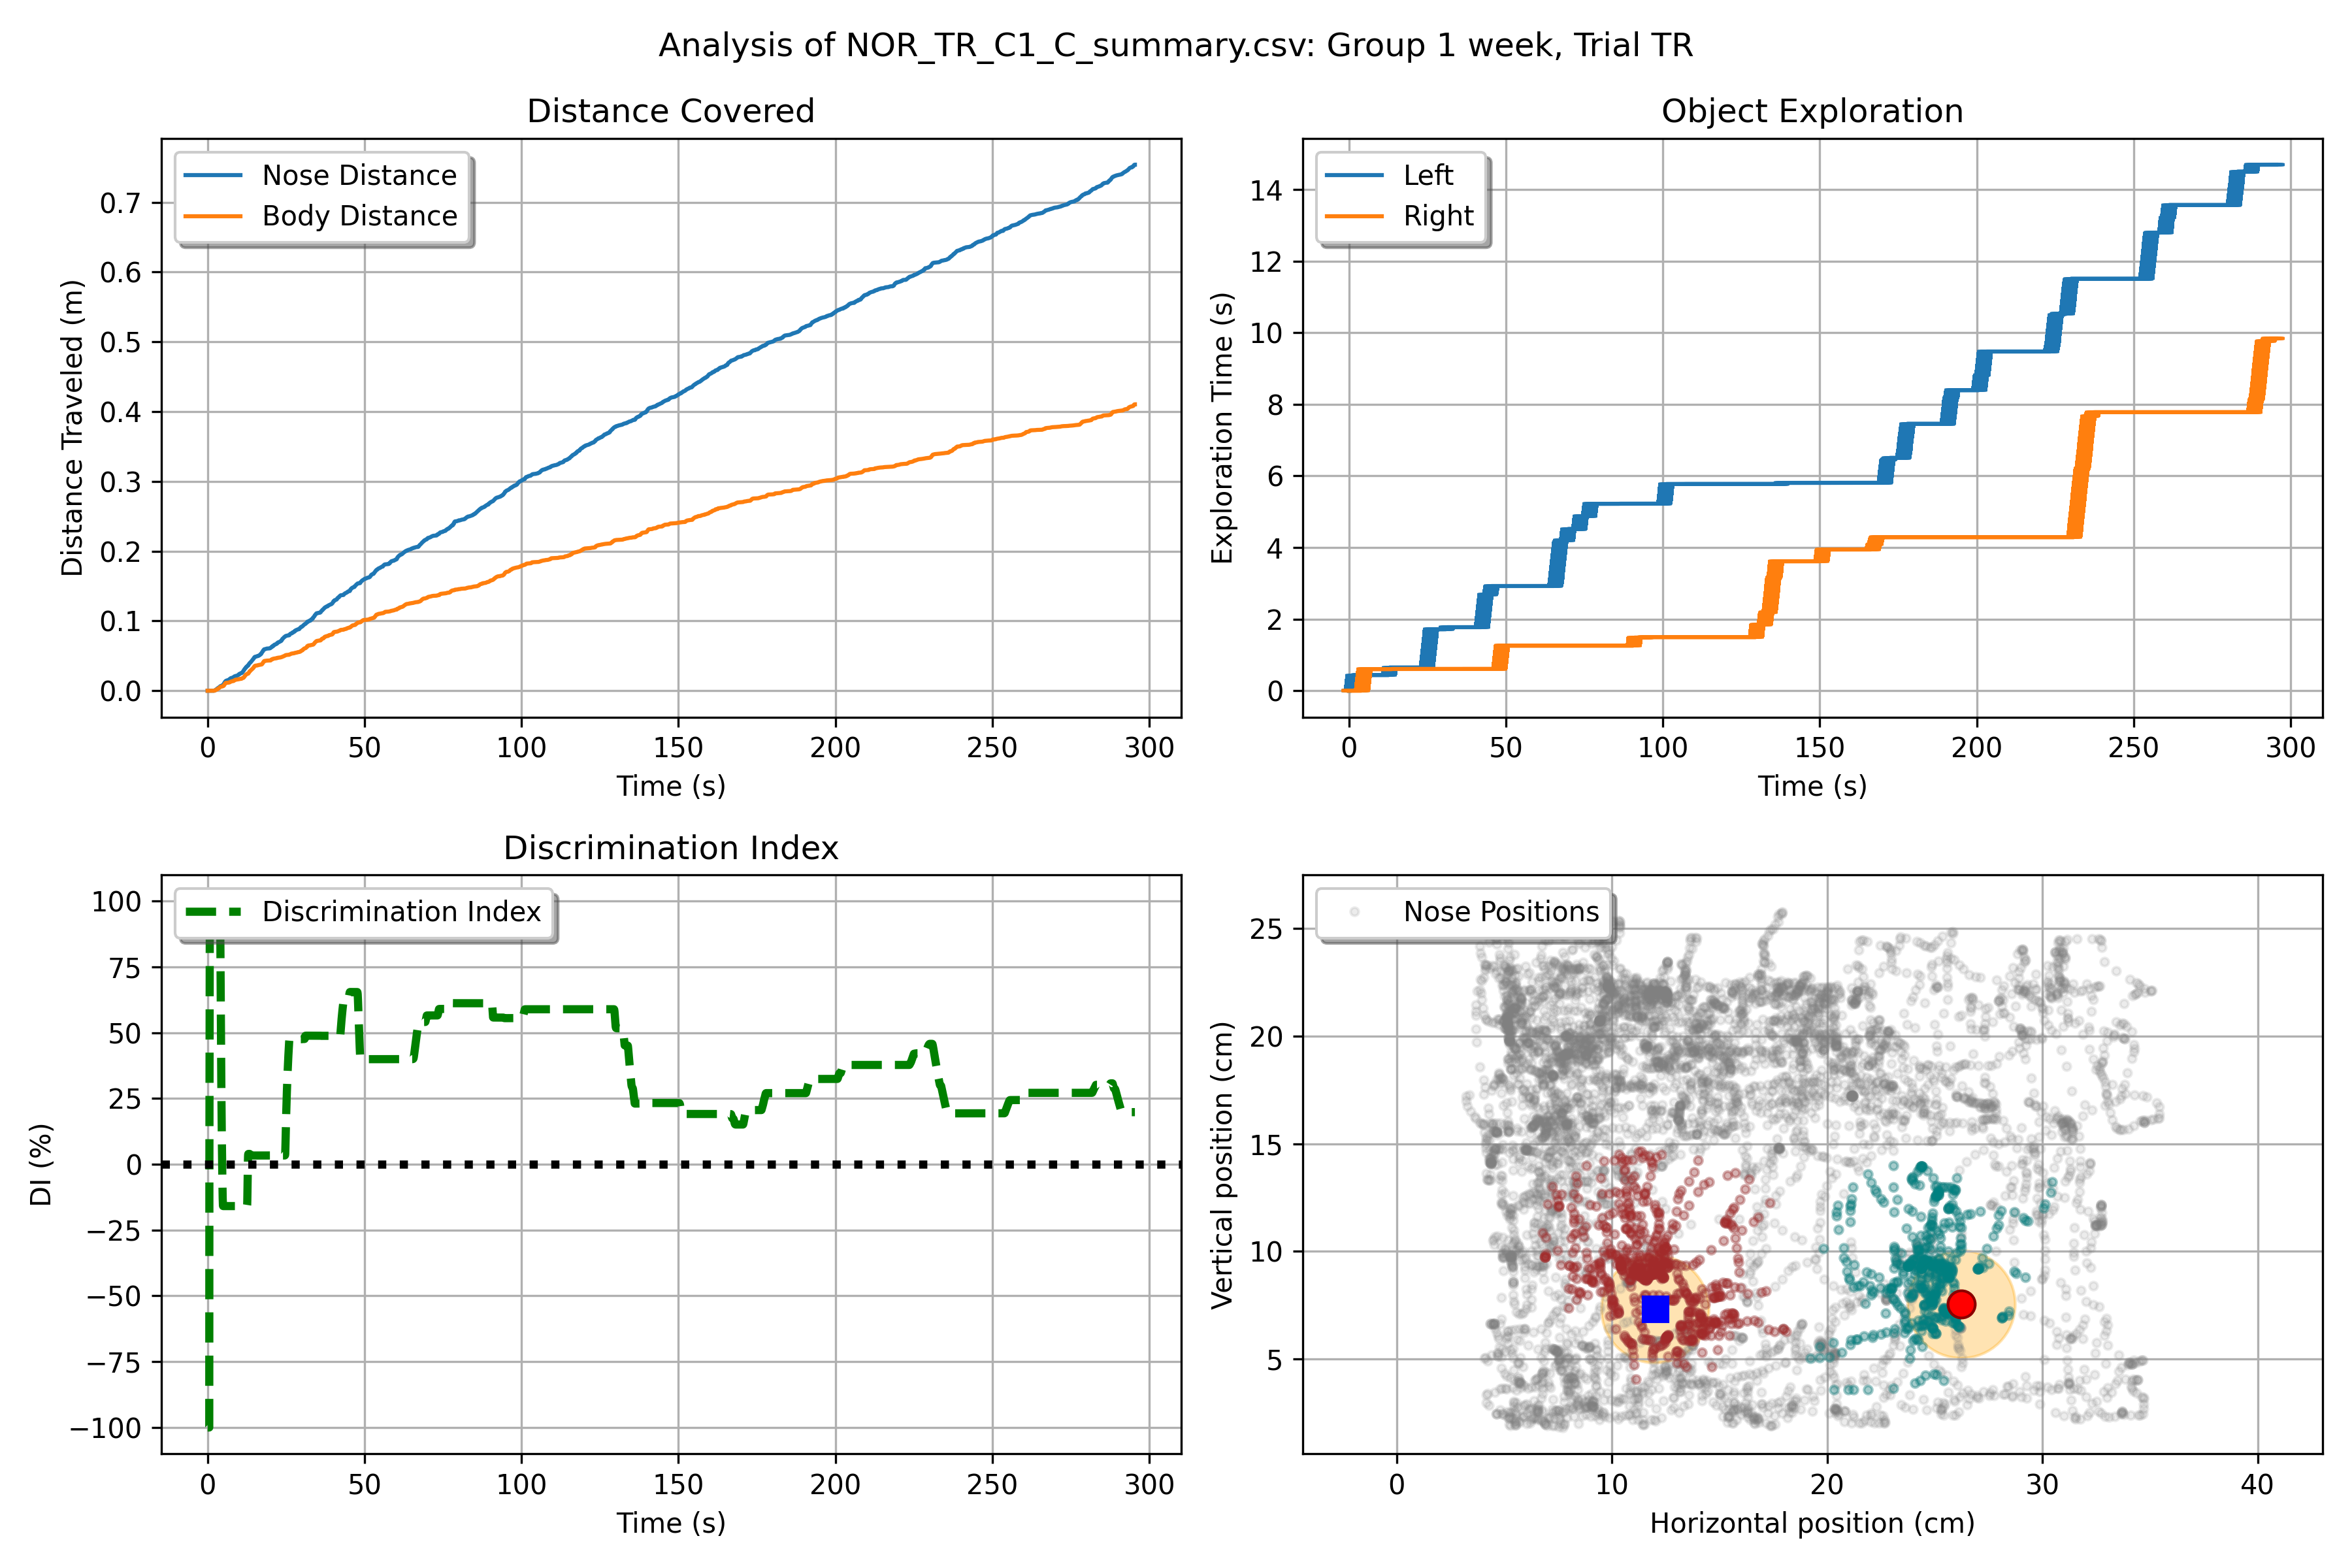 Analysis of NOR_TR_C1_C_summary.csv: Group 1 week, Trial TR
Distance Covered
Nose Distance
Body Distance
Distance Traveled (m)
0.7
0.6
0.5
0.4
0.3
0.2
0.1
0.0
0 50 100 150 200 250 300
Time (s)
Object Exploration
Left
Right
Exploration Time (s)
14
12
10
8
6
4
2
0
0 50 100 150 200 250 300
Time (s)
Discrimination Index
Discrimination Index
DI (%)
100
75
50
25
0
−25
−50
−75
−100
0 50 100 150 200 250 300
Time (s)
Nose Positions
Vertical position (cm)
25
20
15
10
5
0 10 20 30 40
Horizontal position (cm)